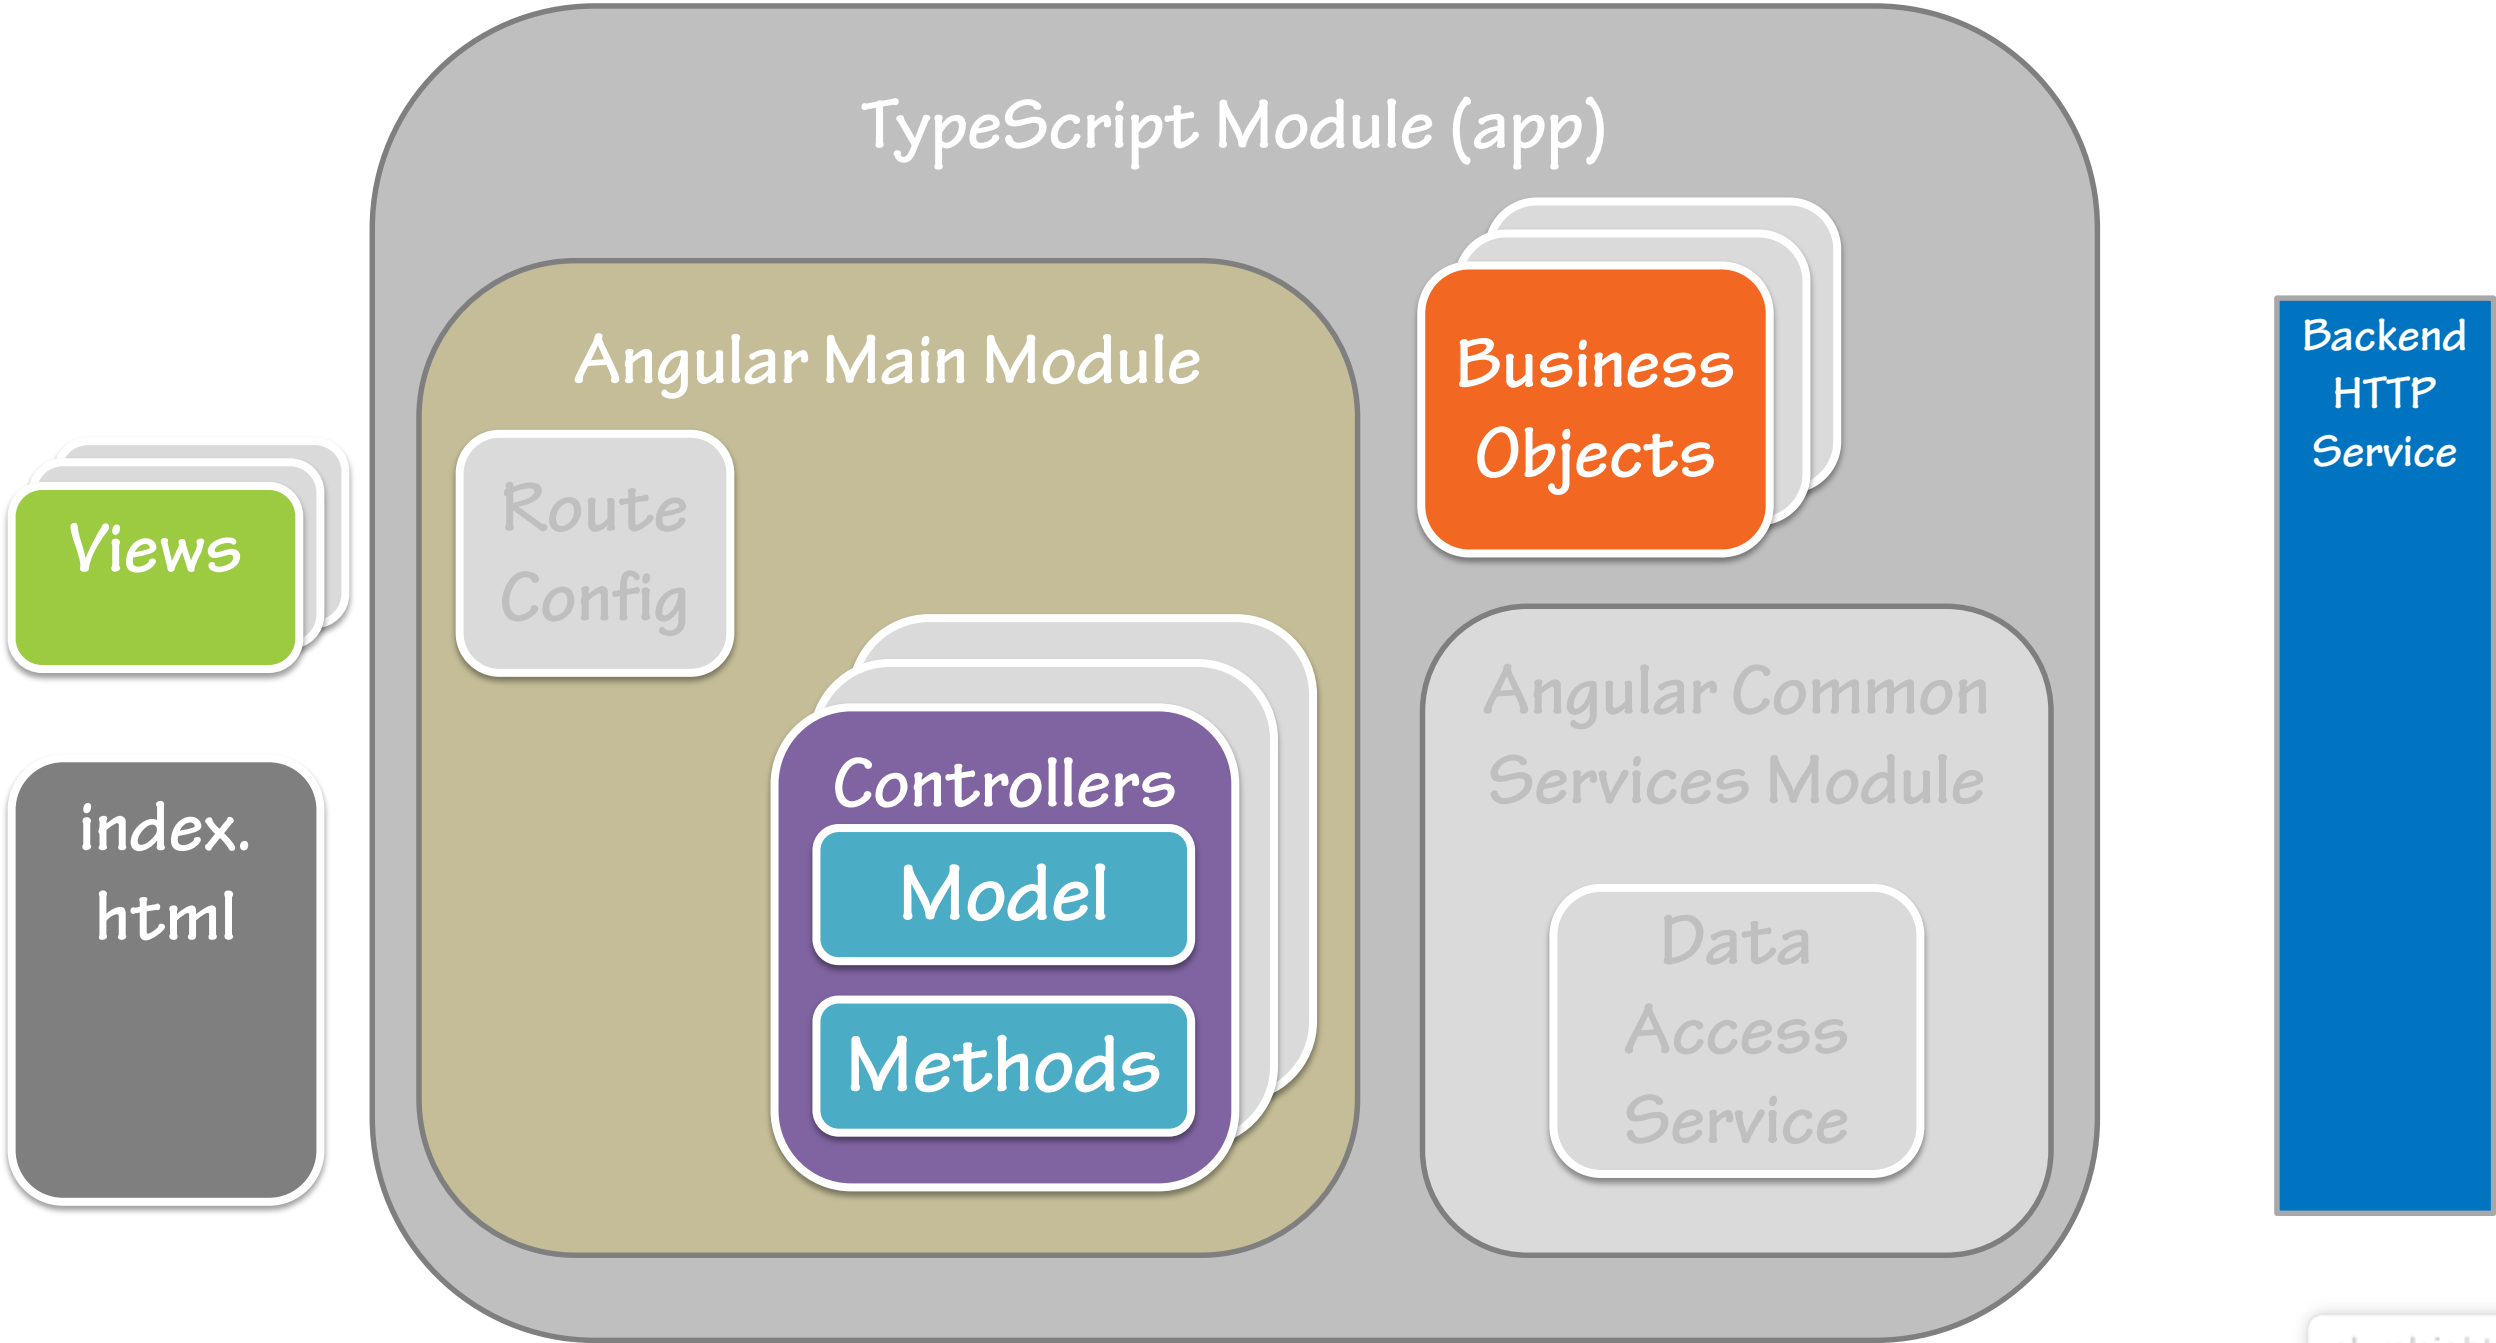 TypeScript Module (app)
Angular Main Module
Route
Config
Controllers
Model
Methods
Business
Objects
Angular Common
Services Module
Data
Access
Service
Views
index.
html
Backend
HTTP
Service